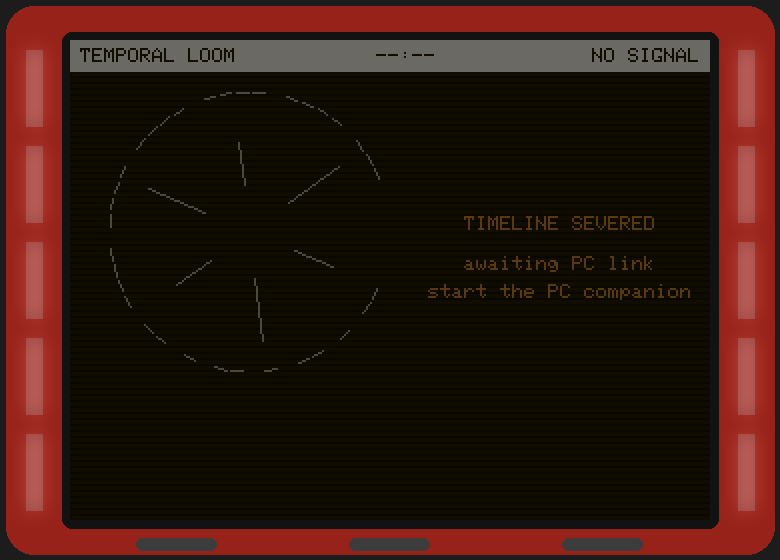 TEMPORAL LOOM --:-- NO SIGNAL
TIMELINE SEVERED
awaiting PC link
start the PC companion